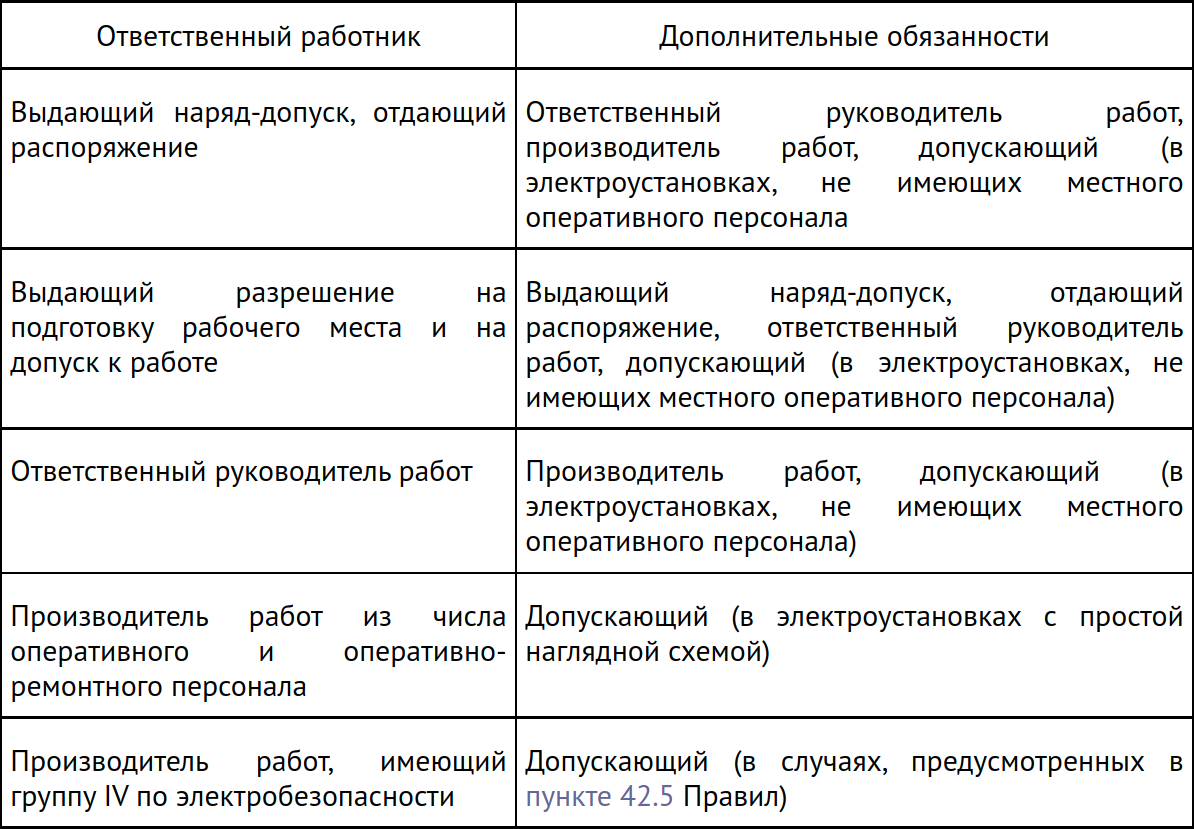 Ответственный работник
Дополнительные обязанности
Выдающий наряд-допуск, отдающий
распоряжение
Ответственный руководитель работ,
производитель работ, допускающий (в
электроустановках, не имеющих местного
оперативного персонала
Выдающий разрешение на
подготовку рабочего места и на
допуск к работе
Выдающий наряд-допуск, отдающий
распоряжение, ответственный руководитель
работ, допускающий (в электроустановках, не
имеющих местного оперативного персонала)
Ответственный руководитель работ
Производитель работ, допускающий (в
электроустановках, не имеющих местного
оперативного персонала)
Производитель работ из числа
оперативного и оперативно-
ремонтного персонала
Допускающий (в электроустановках с простой
наглядной схемой)
Производитель работ, имеющий
группу IV по электробезопасности
Допускающий (в случаях, предусмотренных в
пункте 42.5 Правил)